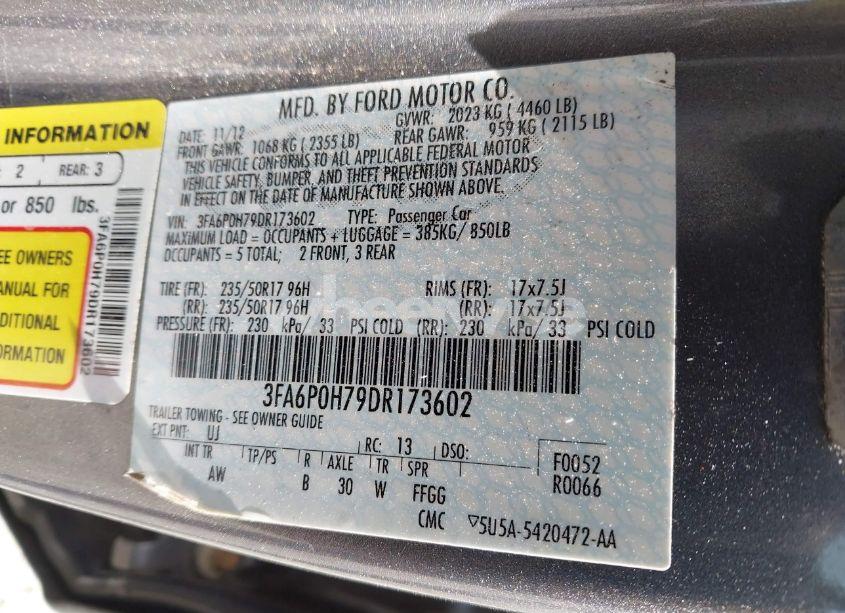 INFORMATION
2 REAR: 3
or 850 lbs.
EE OWNERS
ANUAL FOR
DITIONAL
ORMATION
3FA6P0H79DR173602
MFD. BY FORD MOTOR CO.
DATE: 11/12 GVWR: 2023 KG ( 4460 LB)
FRONT GAWR: 1068 KG ( 2355 LB) REAR GAWR: 959 KG ( 2115 LB)
THIS VEHICLE CONFORMS TO ALL APPLICABLE FEDERAL MOTOR
VEHICLE SAFETY, BUMPER, AND THEFT PREVENTION STANDARDS
IN EFFECT ON THE DATE OF MANUFACTURE SHOWN ABOVE.
VIN: 3FA6P0H79DR173602 TYPE: Passenger Car
MAXIMUM LOAD = OCCUPANTS + LUGGAGE = 385KG/ 850LB
OCCUPANTS = 5 TOTAL; 2 FRONT, 3 REAR
TIRE (FR): 235/50R17 96H RIMS (FR): 17x7.5J
(RR): 235/50R17 96H (RR): 17x7.5J
PRESSURE (FR): 230 kPa/ 33 PSI COLD (RR): 230 kPa/ 33 PSI COLD
3FA6P0H79DR173602
TRAILER TOWING - SEE OWNER GUIDE
EXT PNT: UJ RC: 13 DSO: F0052
INT TR TP/PS R AXLE TR SPR R0066
AW B 30 W FFGG
CMC ▽5U5A-5420472-AA